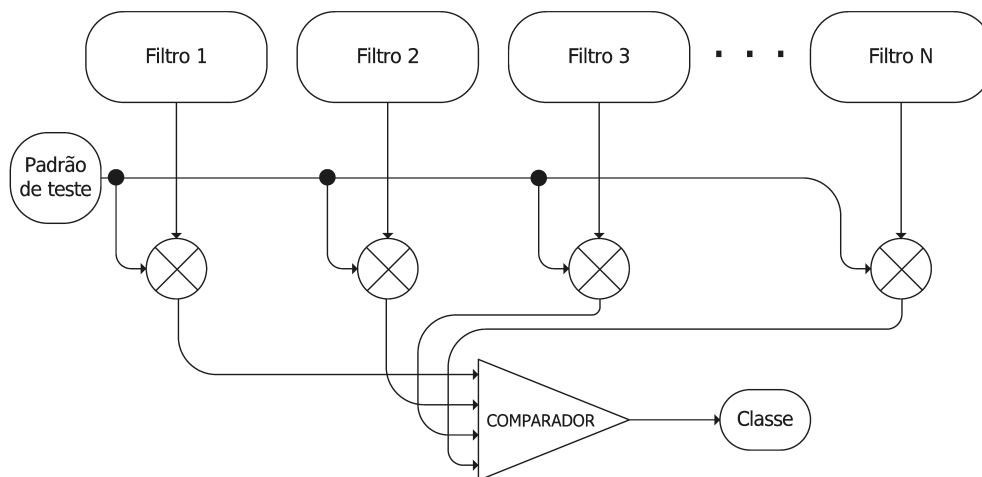 Filtro 1
Filtro 2
Filtro 3
. . .
Filtro N
Padrão
de teste
COMPARADOR
Classe